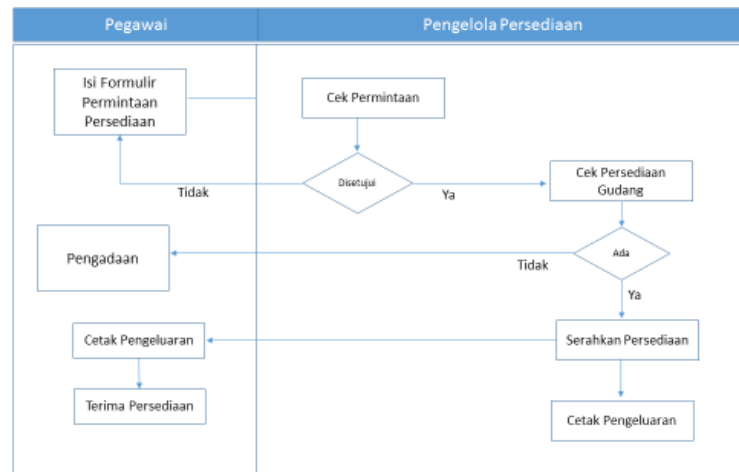 Pegawai
Pengelola Persediaan
Isi Formulir
Permintaan
Persediaan
Cek Permintaan
Disetujui
Tidak
Ya
Cek Persediaan
Gudang
Pengadaan
Ada
Tidak
Ya
Cetak Pengeluaran
Serahkan Persediaan
Terima Persediaan
Cetak Pengeluaran